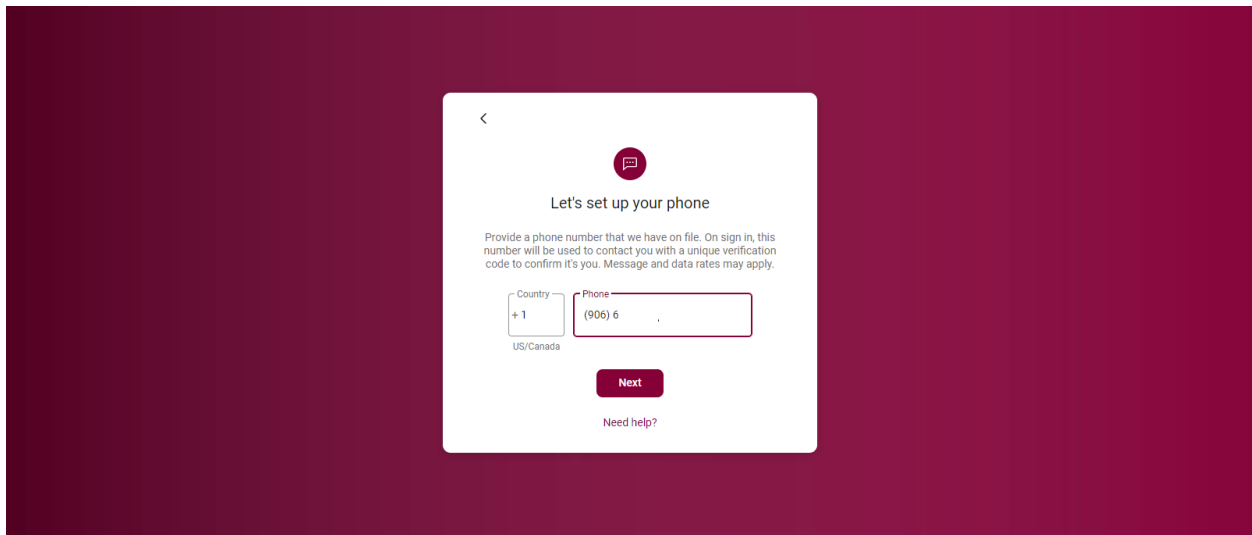 Let's set up your phone
Provide a phone number that we have on file. On sign in, this
number will be used to contact you with a unique verification
code to confirm it's you. Message and data rates may apply.
Country
Phone
+ 1
(906) 6
US/Canada
Next
Need help?